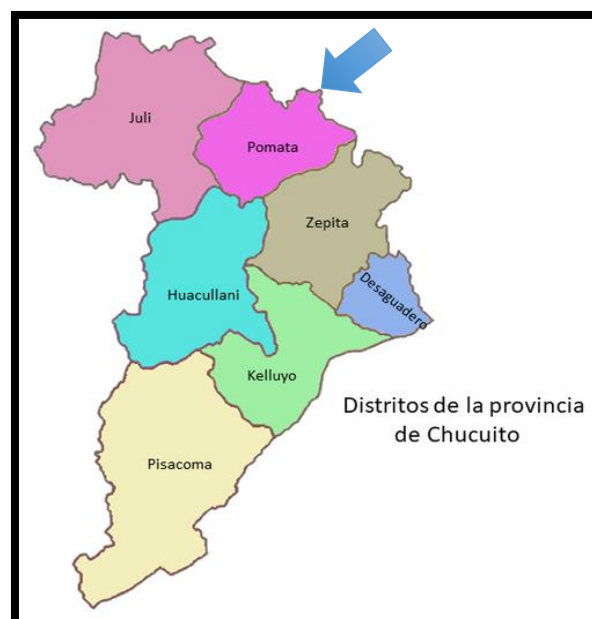 Juli
Pomata
Zepita
Huacullani
Desaguadero
Kelluyo
Distritos de la provincia
de Chucuito
Pisacoma